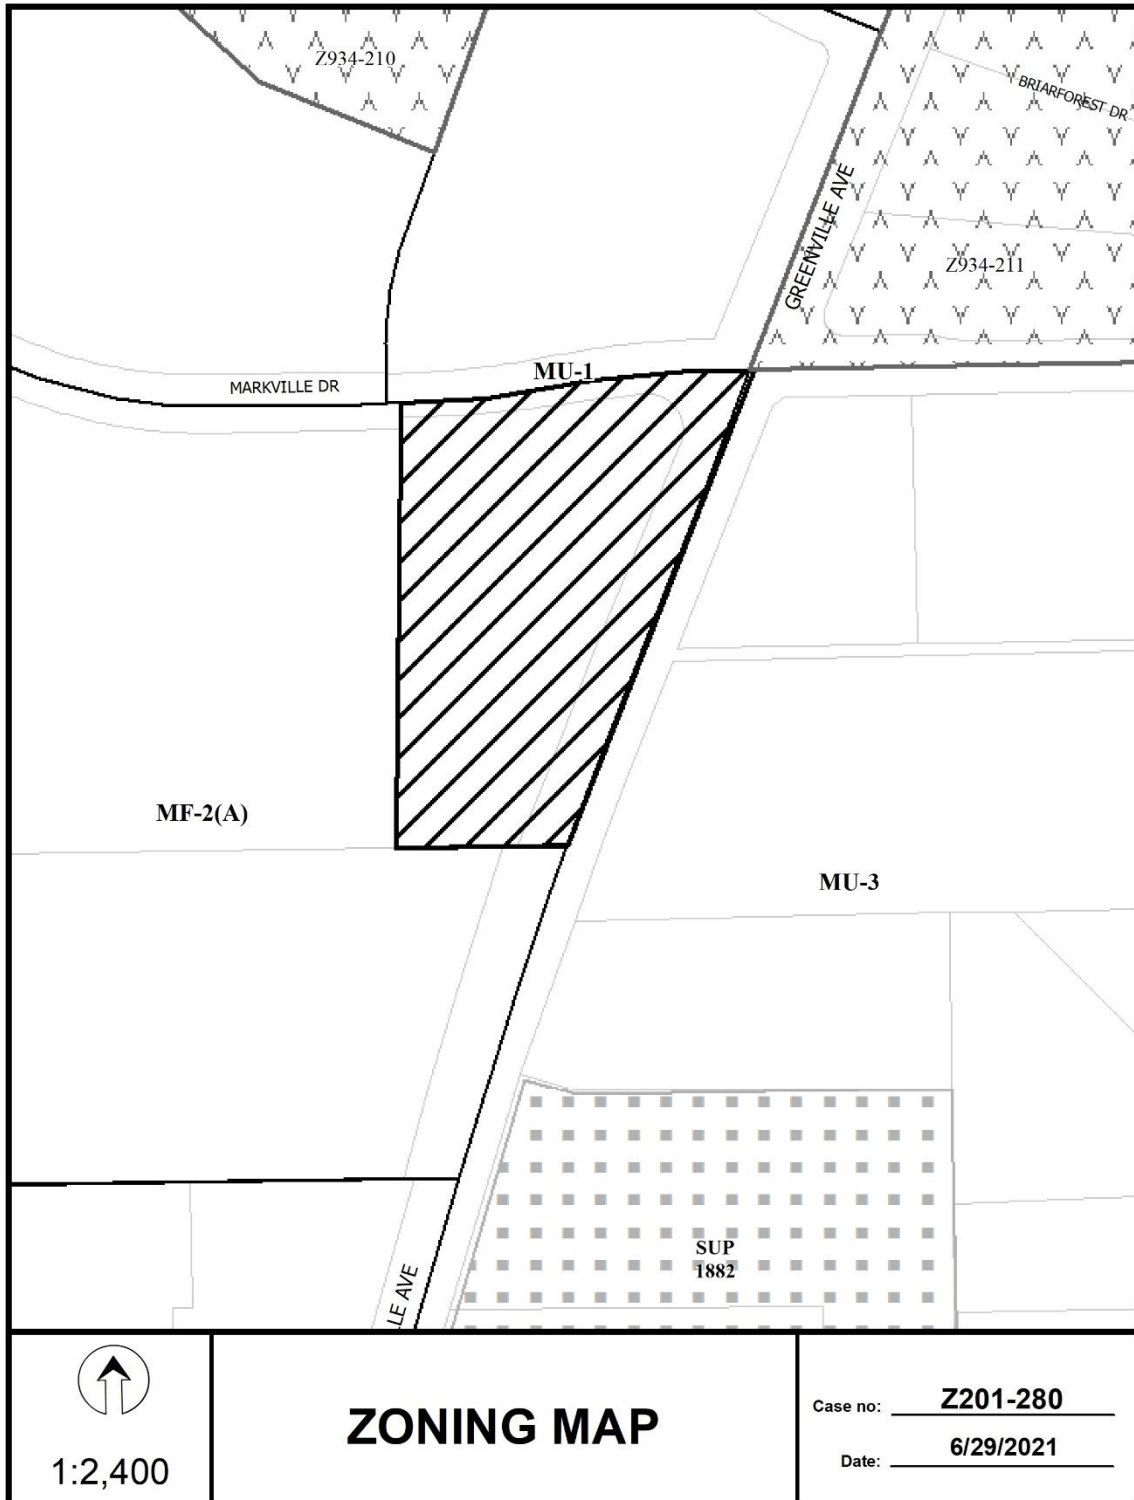 Z934-210
BRIARFOREST DR
GREENVILLE AVE
Z934-211
MU-1
MARKVILLE DR
MF-2(A)
MU-3
SUP
1882
LE AVE
1:2,400
ZONING MAP
Case no: Z201-280
Date: 6/29/2021